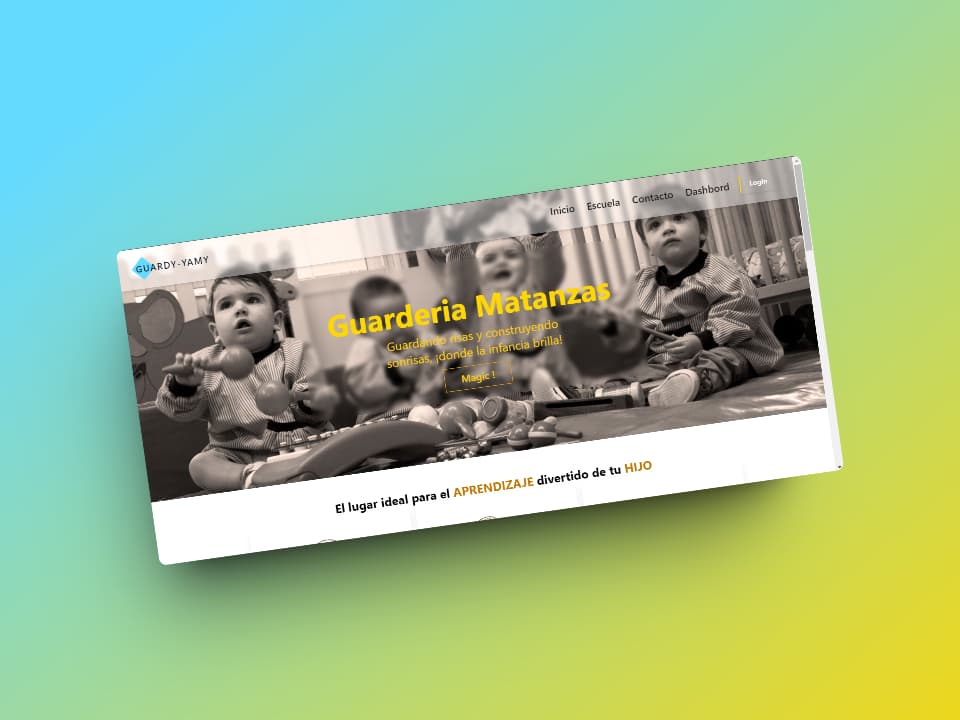 GUARDY-YAMY
Inicio Escuela Contacto Dashbord Login
Guarderia Matanzas
Guardando risas y construyendo
sonrisas, ¡donde la infancia brilla!
Magic !
El lugar ideal para el APRENDIZAJE divertido de tu HIJO